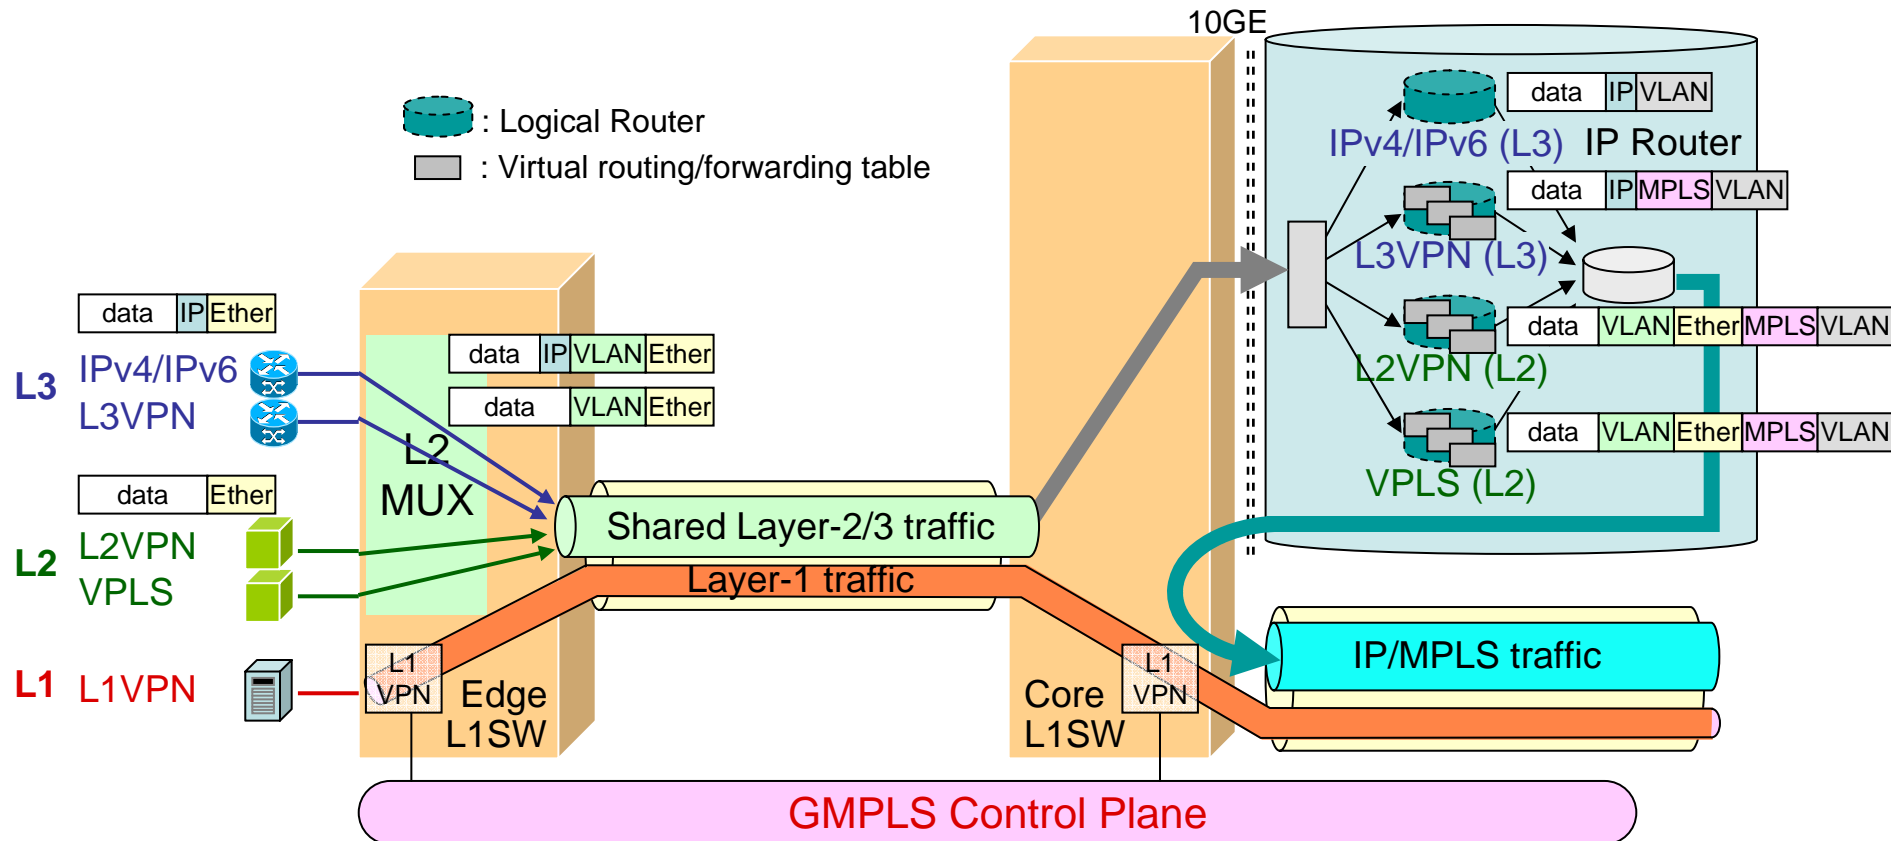 10GE
: Logical Router
: Virtual routing/forwarding table
data IP VLAN
IPv4/IPv6 (L3)
IP Router
data IP MPLS VLAN
L3VPN (L3)
data VLAN Ether MPLS VLAN
L2VPN (L2)
data VLAN Ether MPLS VLAN
VPLS (L2)
data IP Ether
L3
IPv4/IPv6
L3VPN
data IP VLAN Ether
data VLAN Ether
L2
MUX
data Ether
L2
L2VPN
VPLS
Shared Layer-2/3 traffic
Layer-1 traffic
L1
L1VPN
L1
VPN
Edge
L1SW
Core
L1SW
L1
VPN
IP/MPLS traffic
GMPLS Control Plane